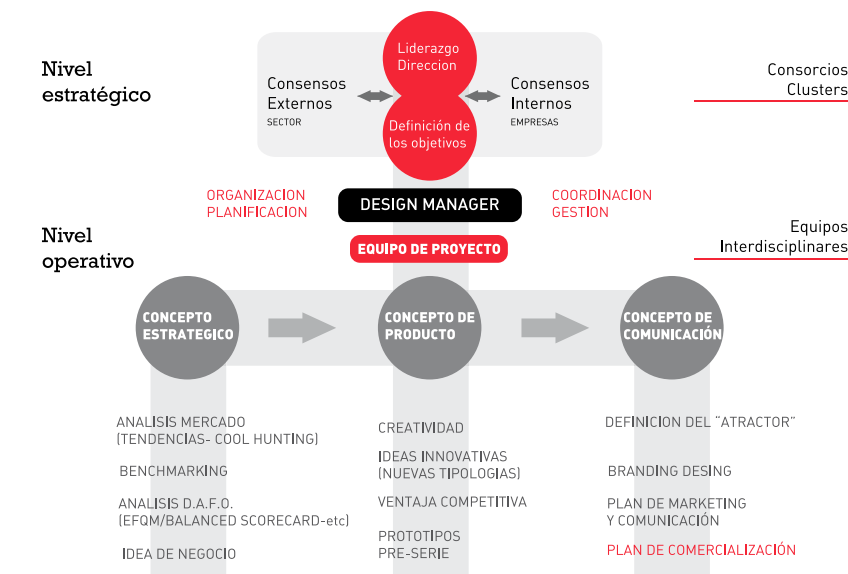 Nivel
estratégico
Liderazgo
Direccion
Consensos
Externos
SECTOR
Consensos
Internos
EMPRESAS
Definición de
los objetivos
Consorcios
Clusters
ORGANIZACION
PLANIFICACION
DESIGN MANAGER
COORDINACION
GESTION
Nivel
operativo
EQUIPO DE PROYECTO
Equipos
Interdisciplinares
CONCEPTO
ESTRATEGICO
CONCEPTO DE
PRODUCTO
CONCEPTO DE
COMUNICACIÓN
ANALISIS MERCADO
(TENDENCIAS- COOL HUNTING)
BENCHMARKING
ANALISIS D.A.F.O.
(EFQM/BALANCED SCORECARD-etc)
IDEA DE NEGOCIO
CREATIVIDAD
IDEAS INNOVATIVAS
(NUEVAS TIPOLOGIAS)
VENTAJA COMPETITIVA
PROTOTIPOS
PRE-SERIE
DEFINICION DEL "ATRACTOR"
BRANDING DESING
PLAN DE MARKETING
Y COMUNICACIÓN
PLAN DE COMERCIALIZACIÓN